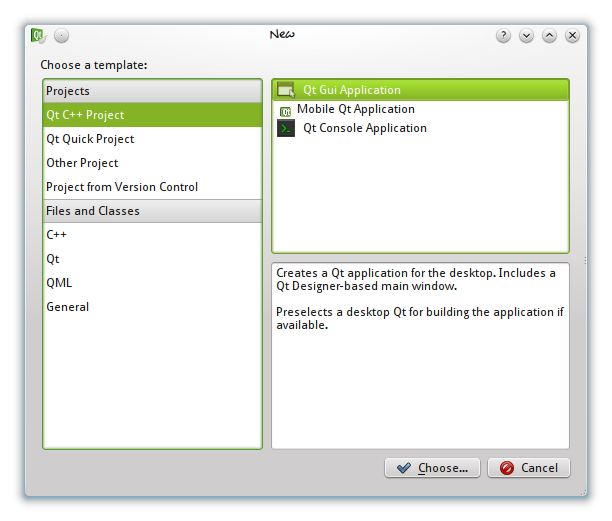 New
Choose a template:
Projects
Qt C++ Project
Qt Quick Project
Other Project
Project from Version Control
Files and Classes
C++
Qt
QML
General
Qt Gui Application
Mobile Qt Application
Qt Console Application
Creates a Qt application for the desktop. Includes a
Qt Designer-based main window.
Preselects a desktop Qt for building the application if
available.
Choose...
Cancel